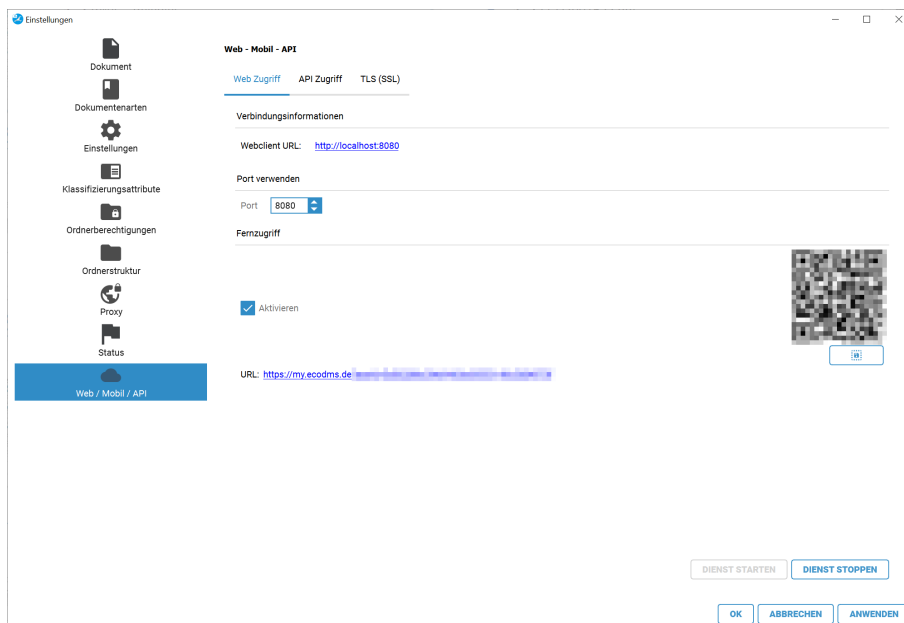 Einstellungen
Dokument
Dokumentenarten
Einstellungen
Klassifizierungsattribute
Ordnerberechtigungen
Ordnerstruktur
Proxy
Status
Web / Mobil / API
Web - Mobil - API
Web Zugriff API Zugriff TLS (SSL)
Verbindungsinformationen
Webclient URL: http://localhost:8080
Port verwenden
Port 8080
Fernzugriff
Aktivieren
URL: https://my.ecodms.de
DIENST STARTEN DIENST STOPPEN
OK ABBRECHEN ANWENDEN